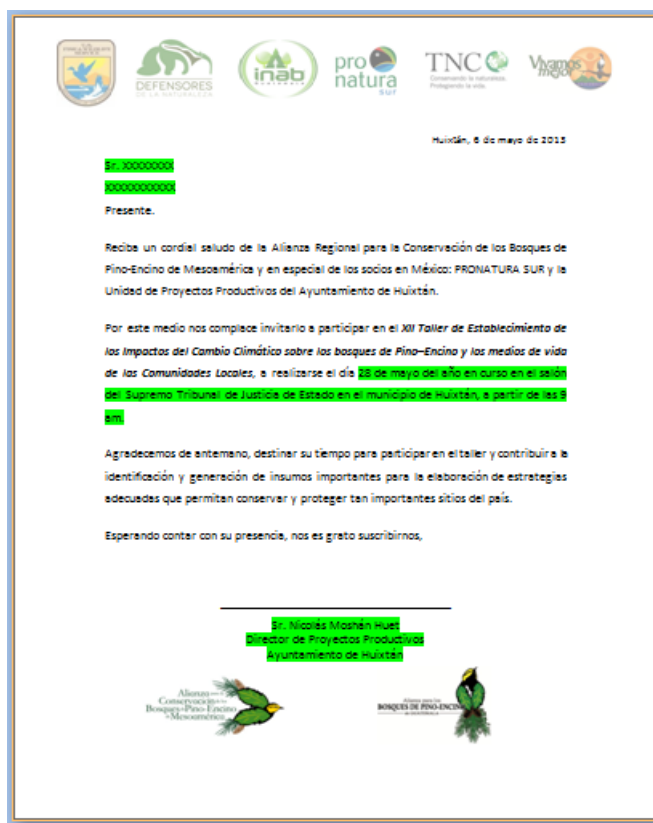 DEFENSORES
DE LA NATURALEZA
inab
pro
natura
sur
TNC
Conservando la naturaleza.
Protegiendo la vida.
Vivamos
mejor
Huixtán, 6 de mayo de 2013
Sr. XXXXXXXX
XXXXXXXXXXX
Presente.
Reciba un cordial saludo de la Alianza Regional para la Conservación de los Bosques de
Pino-Encino de Mesoamérica y en especial de los socios en México: PRONATURA SUR y la
Unidad de Proyectos Productivos del Ayuntamiento de Huixtán.
Por este medio nos complace invitarlo a participar en el XII Taller de Establecimiento de
los Impactos del Cambio Climático sobre los bosques de Pino–Encino y los medios de vida
de las Comunidades Locales, a realizarse el día 28 de mayo del año en curso en el salón
del Supremo Tribunal de Justicia de Estado en el municipio de Huixtán, a partir de las 9
am.
Agradecemos de antemano, destinar su tiempo para participar en el taller y contribuir a la
identificación y generación de insumos importantes para la elaboración de estrategias
adecuadas que permitan conservar y proteger tan importantes sitios del país.
Esperando contar con su presencia, nos es grato suscribirnos,
Sr. Nicolás Moshán Huet
Director de Proyectos Productivos
Ayuntamiento de Huixtán
Alianza para la
Conservación de los
Bosques de Pino-Encino
de Mesoamérica
Alianza para los
BOSQUES DE PINO-ENCINO